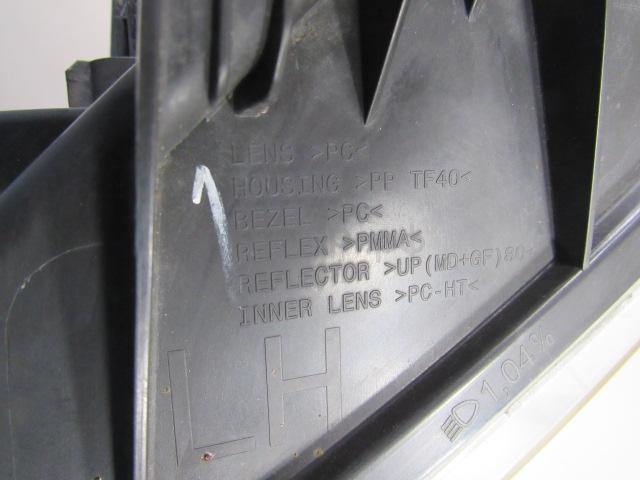 LENS >PC<
HOUSING >PP TF40<
BEZEL >PC<
REFLEX >PMMA<
REFLECTOR >UP(MD+GF)80<
INNER LENS >PC-HT<
LH
1,04%